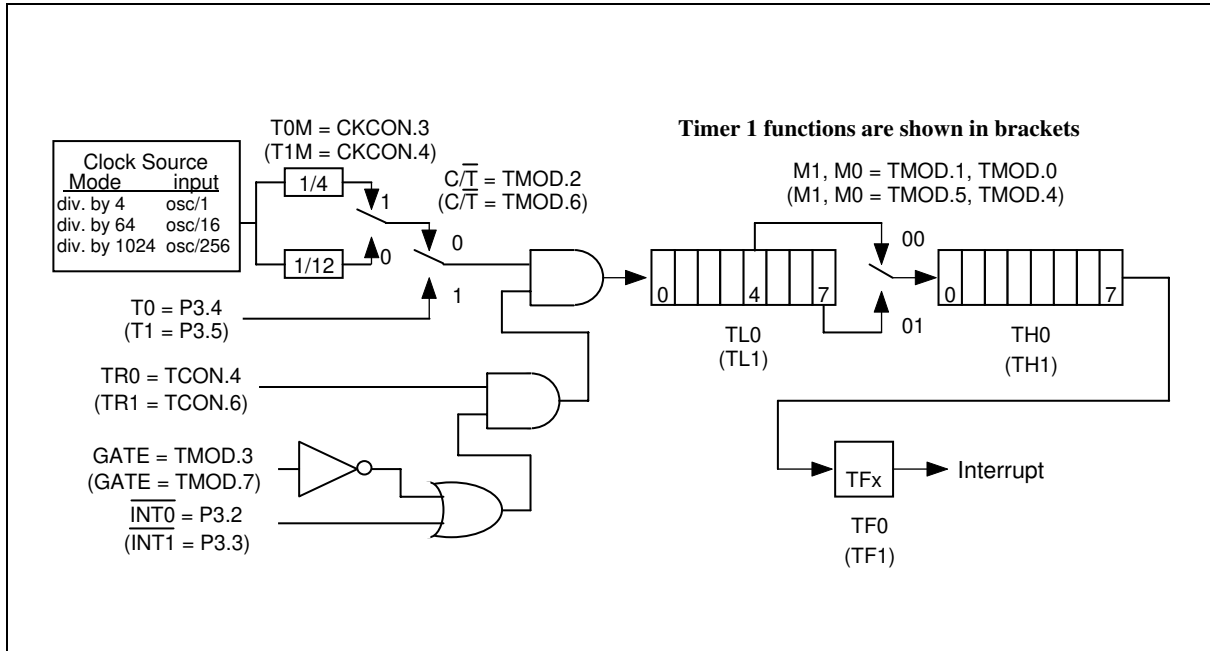 T0M = CKCON.3
(T1M = CKCON.4)
Timer 1 functions are shown in brackets
Clock Source
Mode input
div. by 4 osc/1
div. by 64 osc/16
div. by 1024 osc/256
1/4
1
1/12
0
C/T̅ = TMOD.2
(C/T̅ = TMOD.6)
0
1
M1, M0 = TMOD.1, TMOD.0
(M1, M0 = TMOD.5, TMOD.4)
00
01
0 4 7
TL0
(TL1)
0 7
TH0
(TH1)
T0 = P3.4
(T1 = P3.5)
TR0 = TCON.4
(TR1 = TCON.6)
GATE = TMOD.3
(GATE = TMOD.7)
I̅N̅T̅0̅ = P3.2
(I̅N̅T̅1̅ = P3.3)
TFx
Interrupt
TF0
(TF1)